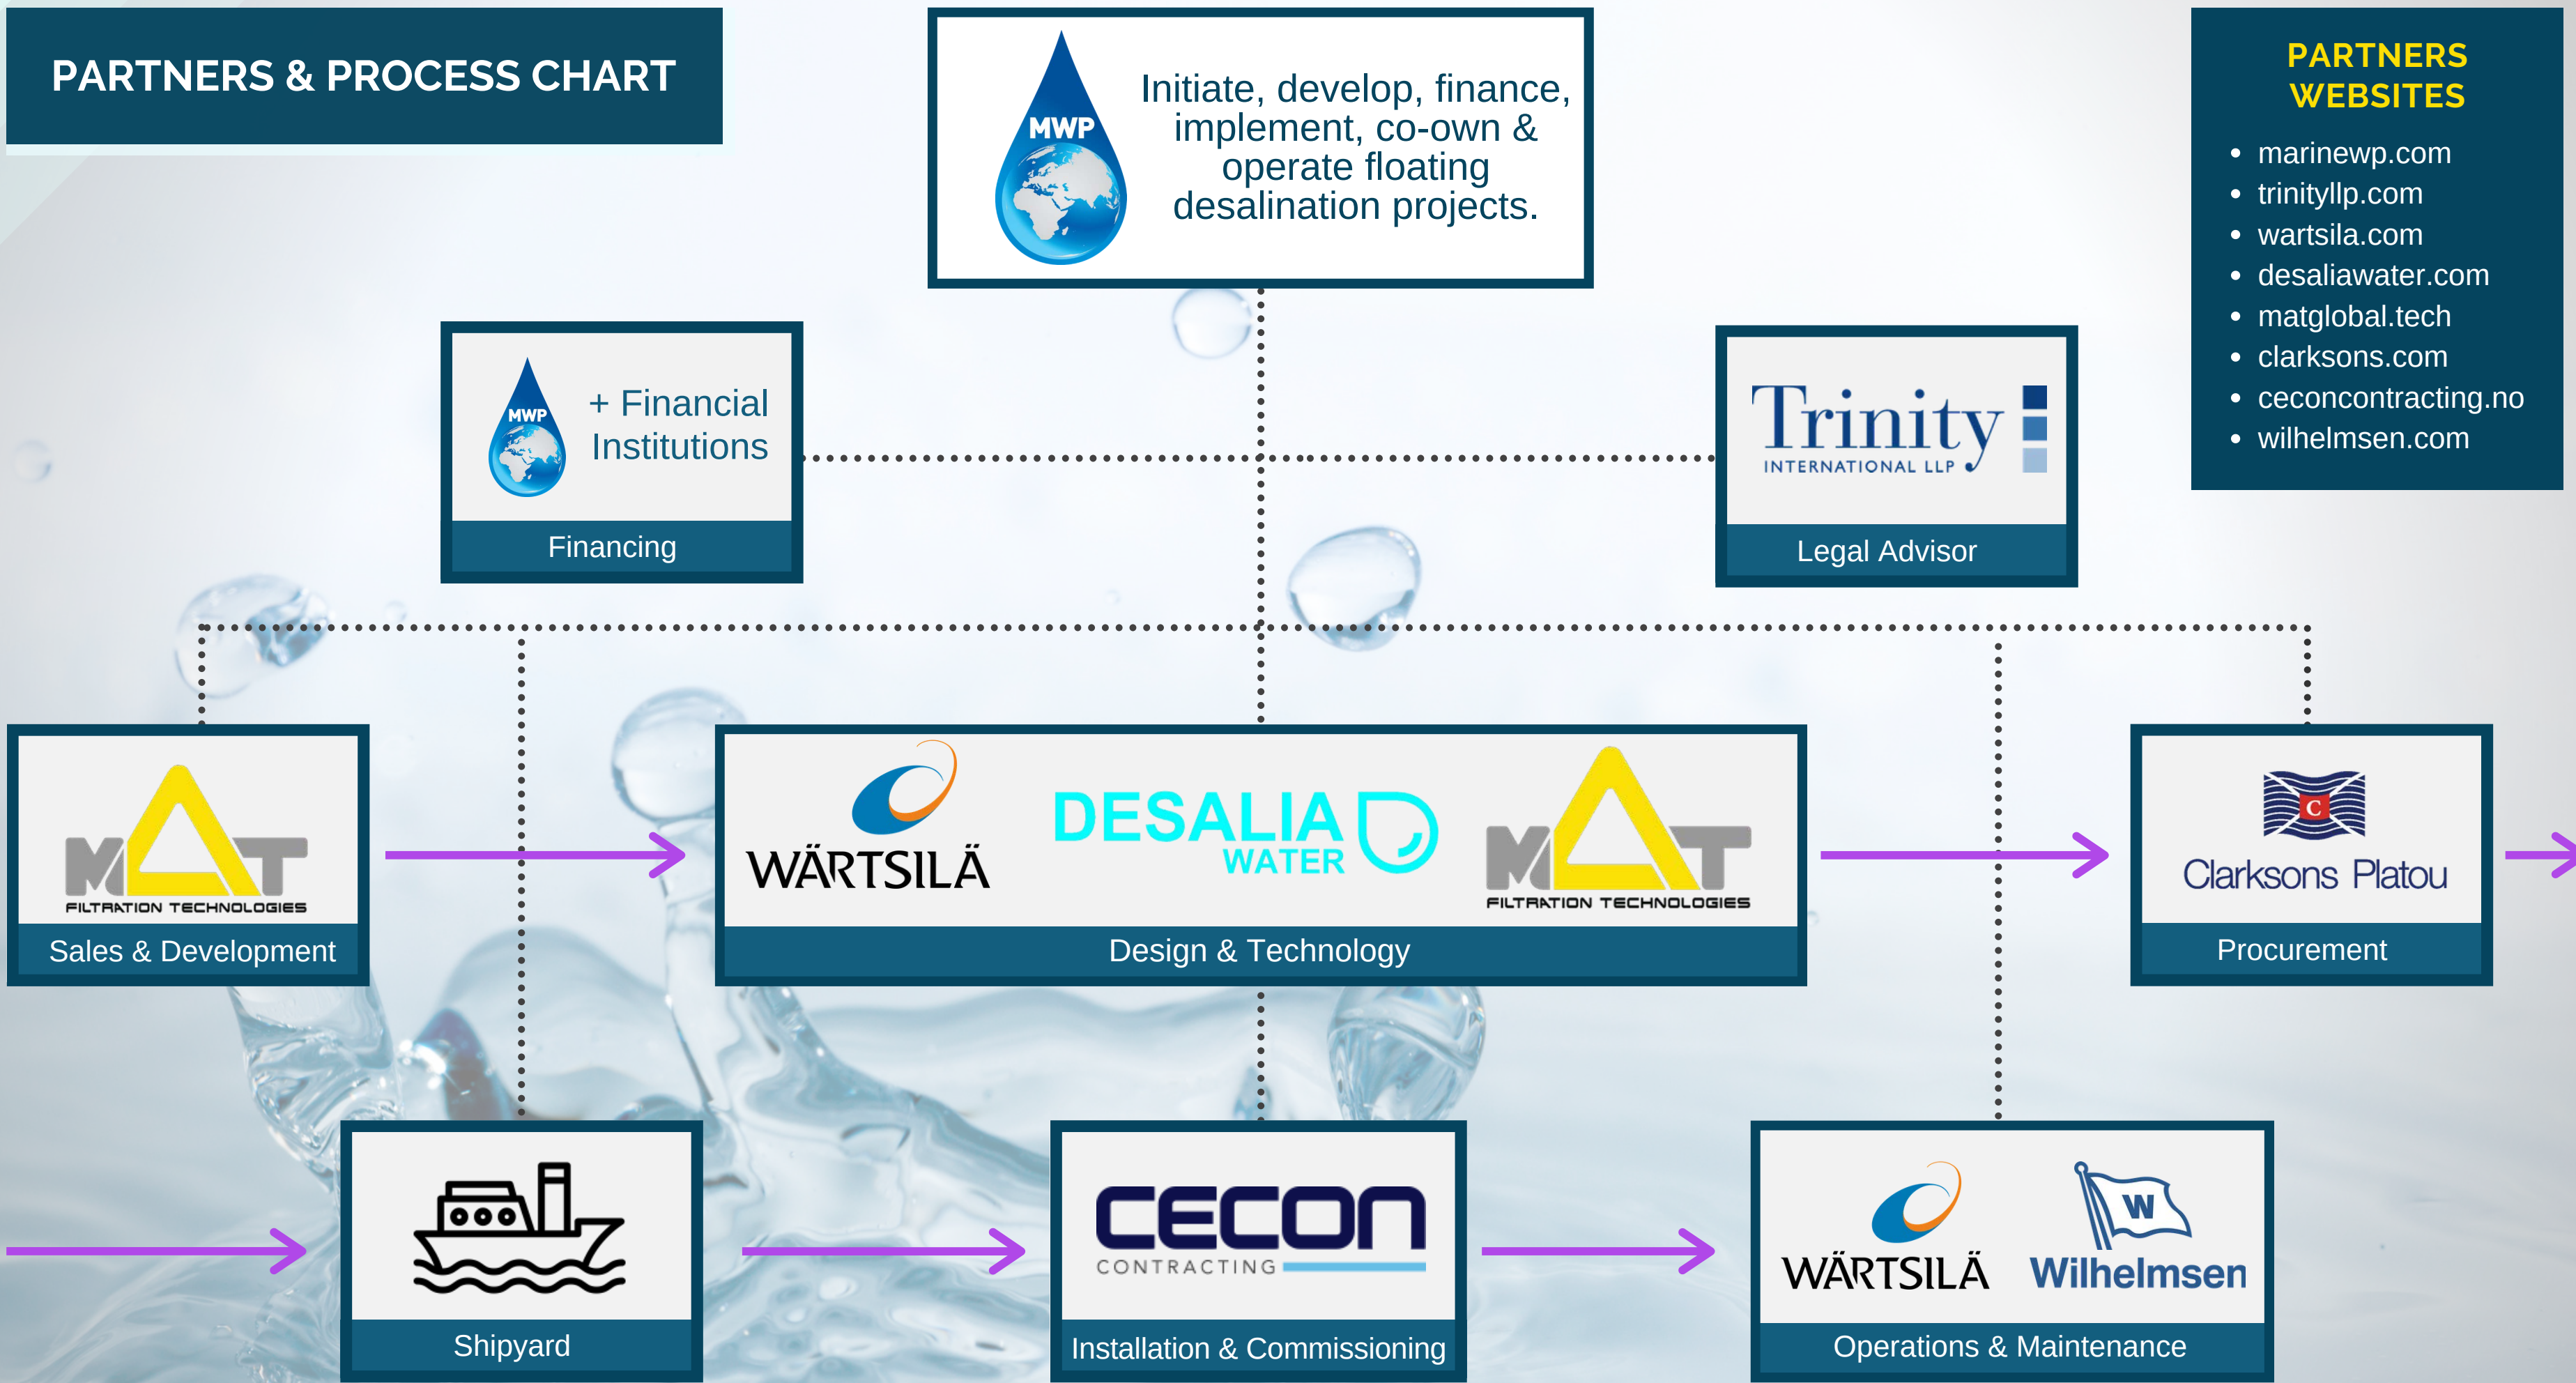 PARTNERS & PROCESS CHART
MWP
Initiate, develop, finance,
implement, co-own &
operate floating
desalination projects.
PARTNERS
WEBSITES
• marinewp.com
• trinityllp.com
• wartsila.com
• desaliawater.com
• matglobal.tech
• clarksons.com
• ceconcontracting.no
• wilhelmsen.com
MWP
+ Financial
Institutions
Financing
Trinity
INTERNATIONAL LLP
Legal Advisor
MAT
FILTRATION TECHNOLOGIES
Sales & Development
WÄRTSILÄ
DESALIA
WATER
MAT
FILTRATION TECHNOLOGIES
Design & Technology
C
Clarksons Platou
Procurement
Shipyard
CECON
CONTRACTING
Installation & Commissioning
WÄRTSILÄ
W
Wilhelmsen
Operations & Maintenance